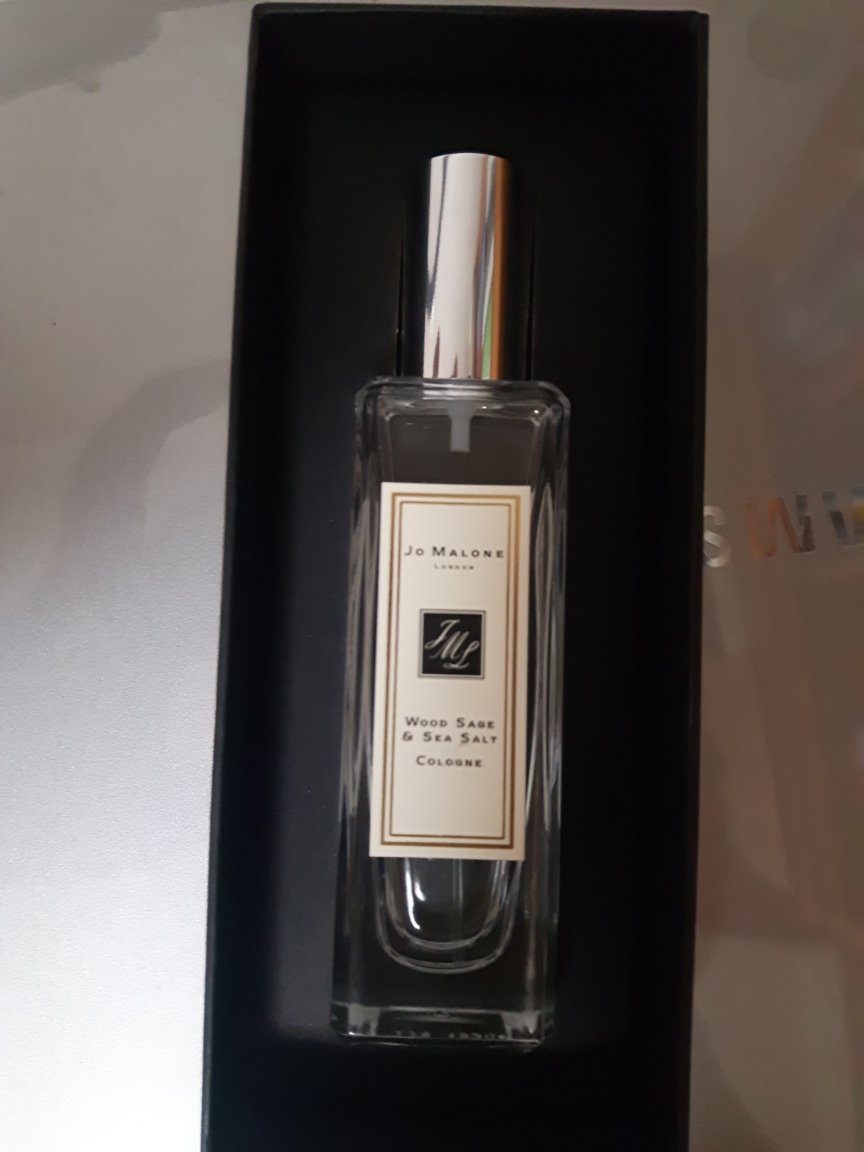 Jo Malone
London
JML
Wood Sage
& Sea Salt
Cologne